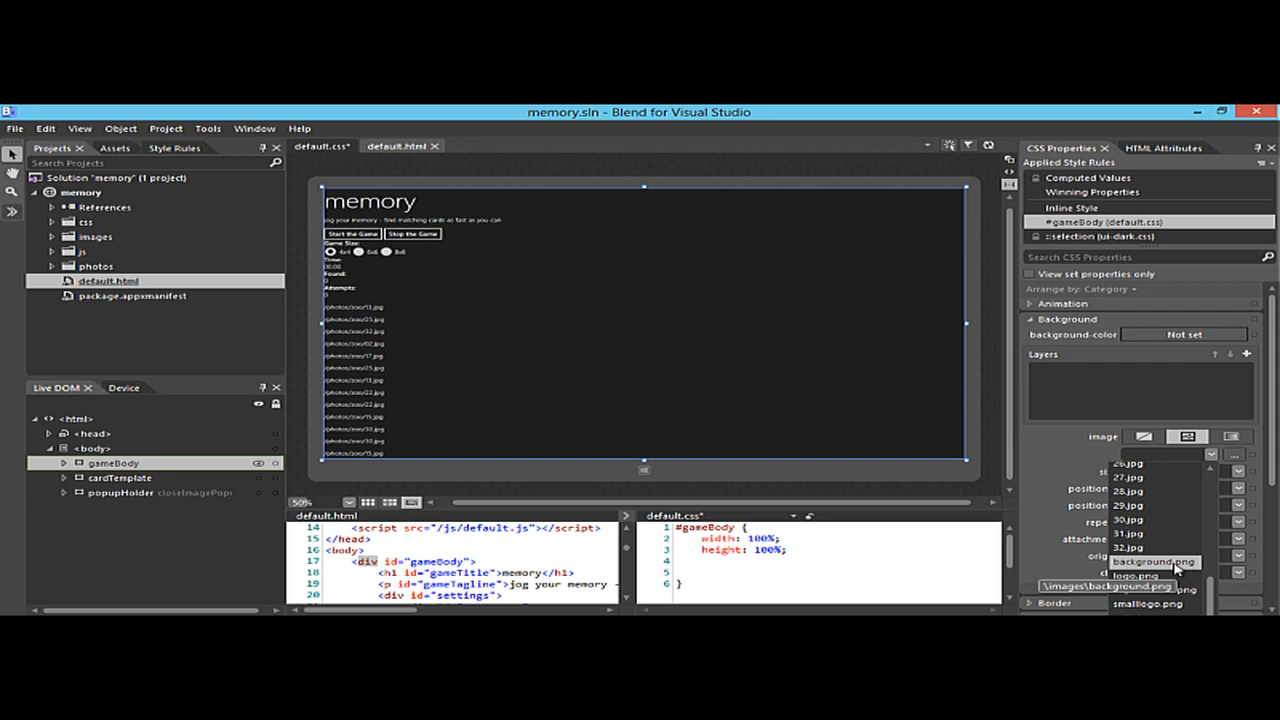 memory.sln - Blend for Visual Studio
File Edit View Object Project Tools Window Help
Projects Assets Style Rules
Search Projects
Solution "memory" (1 project)
memory
References
css
images
js
photos
default.html
package.appxmanifest
Live DOM Device
<html>
<head>
<body>
gameBody
cardTemplate
popupHolder closeImagePop
default.css* default.html
memory
jog your memory - find matching cards as fast as you can
Start the Game Stop the Game
Game Size:
4x4 6x6 8x8
Time:
00:00
Found:
0
Attempts:
0
/photos/zoo/13.jpg
/photos/zoo/25.jpg
/photos/zoo/32.jpg
/photos/zoo/02.jpg
/photos/zoo/17.jpg
/photos/zoo/25.jpg
/photos/zoo/13.jpg
/photos/zoo/22.jpg
/photos/zoo/22.jpg
/photos/zoo/15.jpg
/photos/zoo/30.jpg
/photos/zoo/30.jpg
/photos/zoo/15.jpg
50%
default.html
14 <script src="/js/default.js"></script>
15 </head>
16 <body>
17 <div id="gameBody">
18 <h1 id="gameTitle">memory</h1>
19 <p id="gameTagline">jog your memory -
20 <div id="settings">
default.css*
1 #gameBody {
2 width: 100%;
3 height: 100%;
4
5
6 }
CSS Properties HTML Attributes
Applied Style Rules
Computed Values
Winning Properties
Inline Style
#gameBody (default.css)
::selection (ui-dark.css)
Search CSS Properties
View set properties only
Arrange by: Category
Animation
Background
background-color Not set
Layers
image
26.jpg
27.jpg
position 28.jpg
position 29.jpg
repe 30.jpg
attachme 31.jpg
32.jpg
orig background.png
logo.png
\images\background.png
Border smalllogo.png